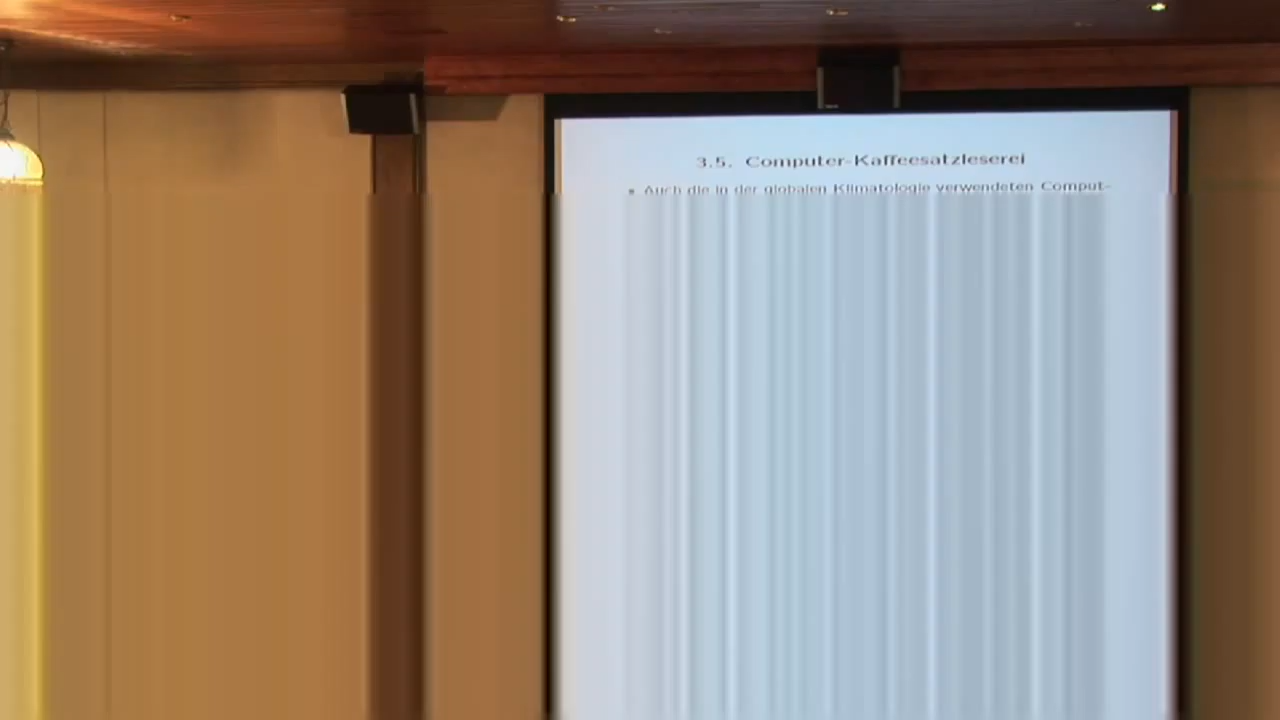 3.5. Computer-Kaffeesatzleserei
• Auch die in der globalen Klimatologie verwendeten Comput-